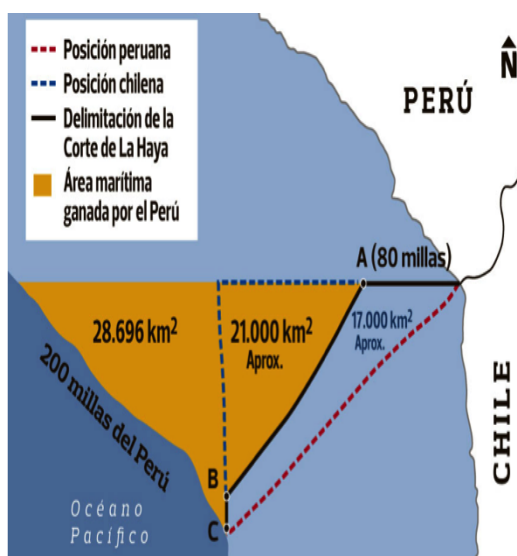 Posición peruana
Posición chilena
Delimitación de la
Corte de La Haya
Área marítima
ganada por el Perú
N
PERÚ
A (80 millas)
28.696 km²
21.000 km²
Aprox.
17.000 km²
Aprox.
200 millas del Perú
CHILE
B
C
Océano
Pacífico